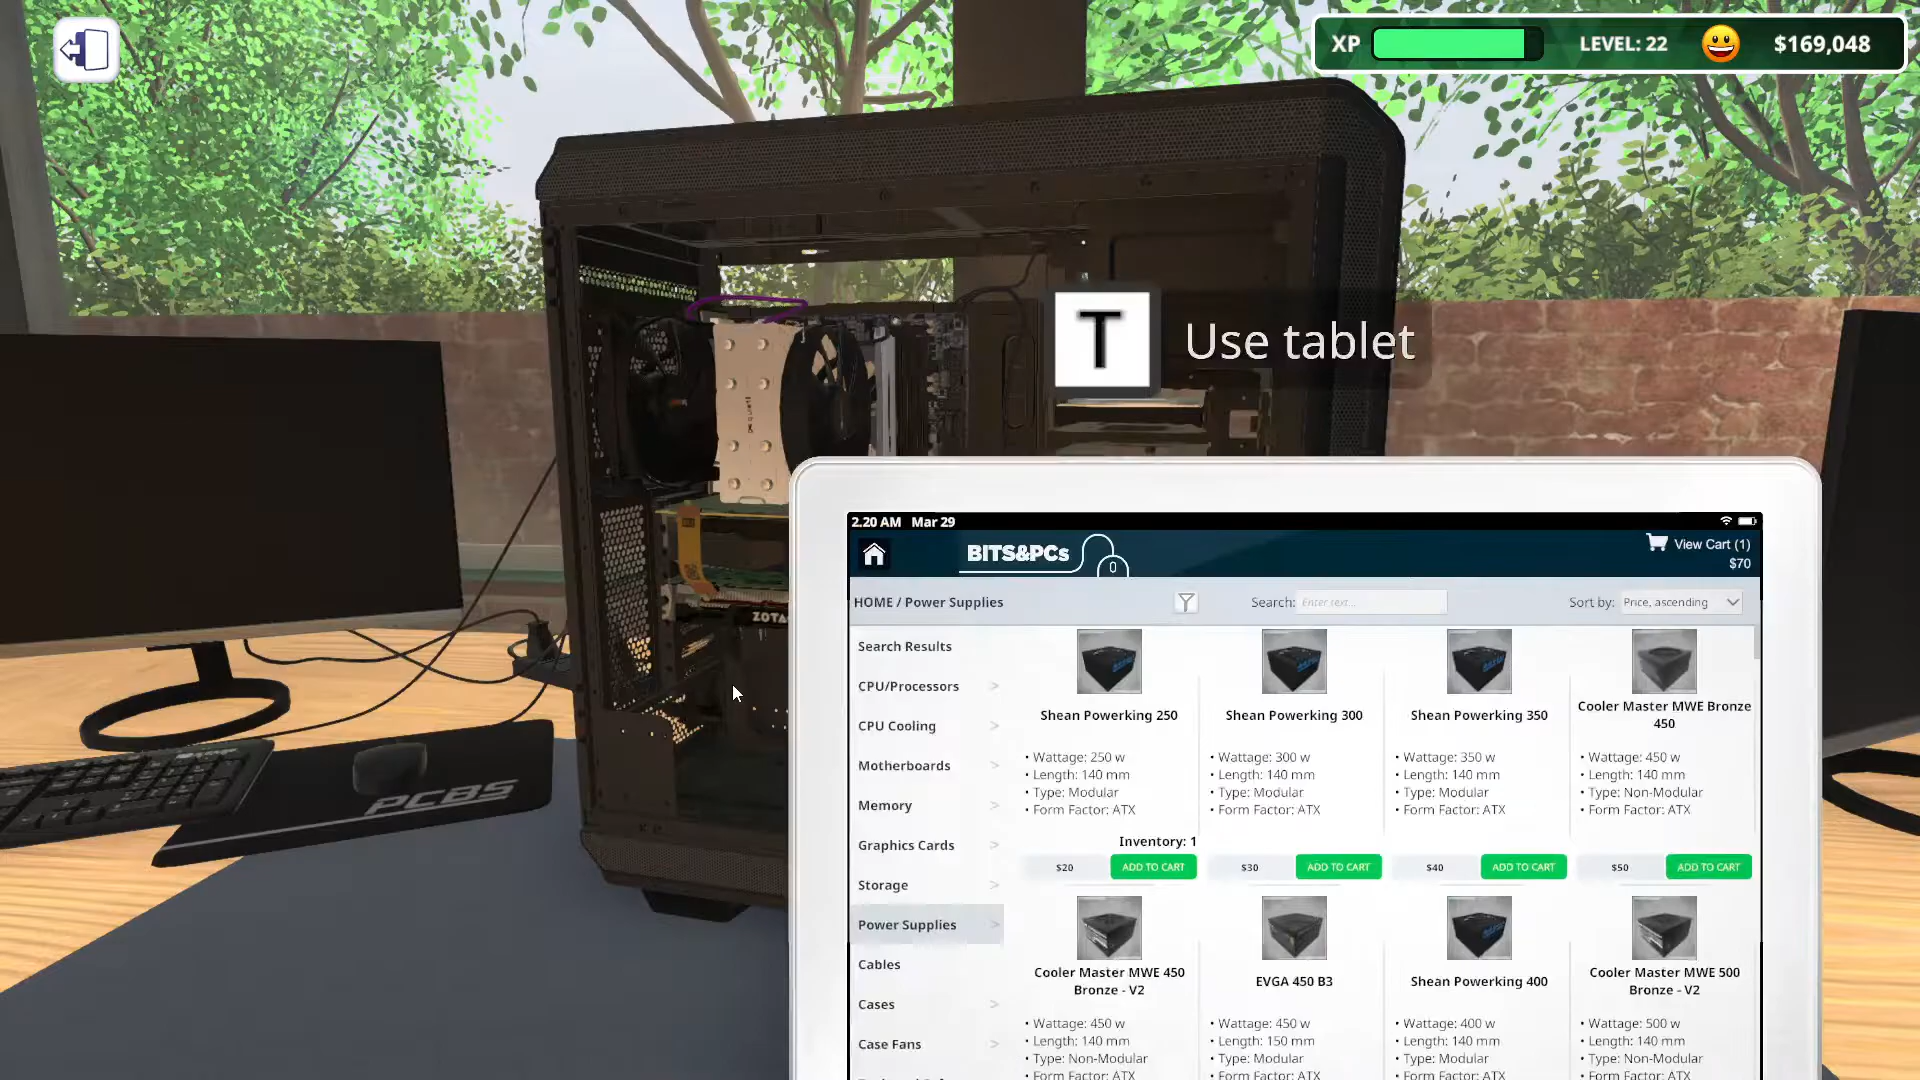 XP
LEVEL: 22
$169,048
T
Use tablet
2.20 AM Mar 29
BITS&PCs
0
View Cart (1)
$70
HOME / Power Supplies
Search: Enter text...
Sort by: Price, ascending
Search Results
CPU/Processors >
CPU Cooling >
Motherboards >
Memory >
Graphics Cards >
Storage >
Power Supplies >
Cables
Cases >
Case Fans >
Shean Powerking 250
• Wattage: 250 w
• Length: 140 mm
• Type: Modular
• Form Factor: ATX
Inventory: 1
$20 ADD TO CART
Shean Powerking 300
• Wattage: 300 w
• Length: 140 mm
• Type: Modular
• Form Factor: ATX
$30 ADD TO CART
Shean Powerking 350
• Wattage: 350 w
• Length: 140 mm
• Type: Modular
• Form Factor: ATX
$40 ADD TO CART
Cooler Master MWE Bronze
450
• Wattage: 450 w
• Length: 140 mm
• Type: Non-Modular
• Form Factor: ATX
$50 ADD TO CART
Cooler Master MWE 450
Bronze - V2
• Wattage: 450 w
• Length: 140 mm
• Type: Non-Modular
• Form Factor: ATX
EVGA 450 B3
• Wattage: 450 w
• Length: 150 mm
• Type: Modular
• Form Factor: ATX
Shean Powerking 400
• Wattage: 400 w
• Length: 140 mm
• Type: Modular
• Form Factor: ATX
Cooler Master MWE 500
Bronze - V2
• Wattage: 500 w
• Length: 140 mm
• Type: Non-Modular
• Form Factor: ATX
ZOTA
PCBS